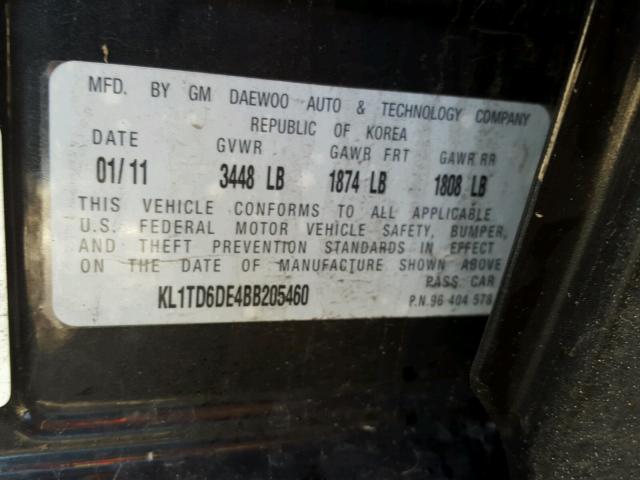 MFD. BY GM DAEWOO AUTO & TECHNOLOGY COMPANY
REPUBLIC OF KOREA
DATE GVWR GAWR FRT GAWR RR
01/11 3448 LB 1874 LB 1808 LB
THIS VEHICLE CONFORMS TO ALL APPLICABLE
U.S. FEDERAL MOTOR VEHICLE SAFETY, BUMPER,
AND THEFT PREVENTION STANDARDS IN EFFECT
ON THE DATE OF MANUFACTURE SHOWN ABOVE
PASS CAR
KL1TD6DE4BB205460 P.N. 96 404 578